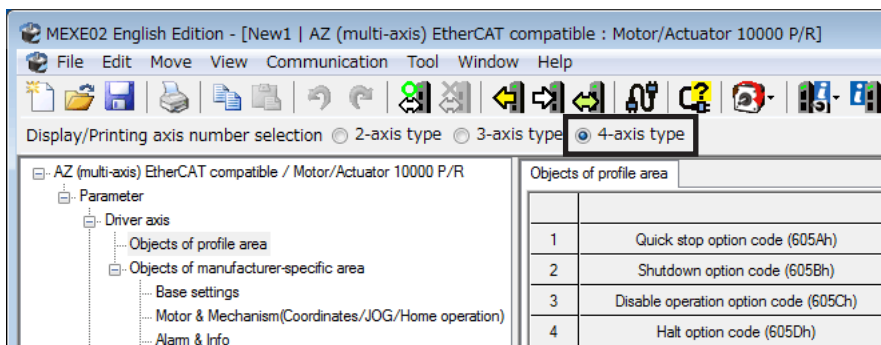 MEXE02 English Edition - [New1 | AZ (multi-axis) EtherCAT compatible : Motor/Actuator 10000 P/R]
File Edit Move View Communication Tool Window Help
Display/Printing axis number selection 2-axis type 3-axis type 4-axis type
AZ (multi-axis) EtherCAT compatible / Motor/Actuator 10000 P/R
Parameter
Driver axis
Objects of profile area
Objects of manufacturer-specific area
Base settings
Motor & Mechanism(Coordinates/JOG/Home operation)
Alarm & Info
Objects of profile area
1 Quick stop option code (605Ah)
2 Shutdown option code (605Bh)
3 Disable operation option code (605Ch)
4 Halt option code (605Dh)